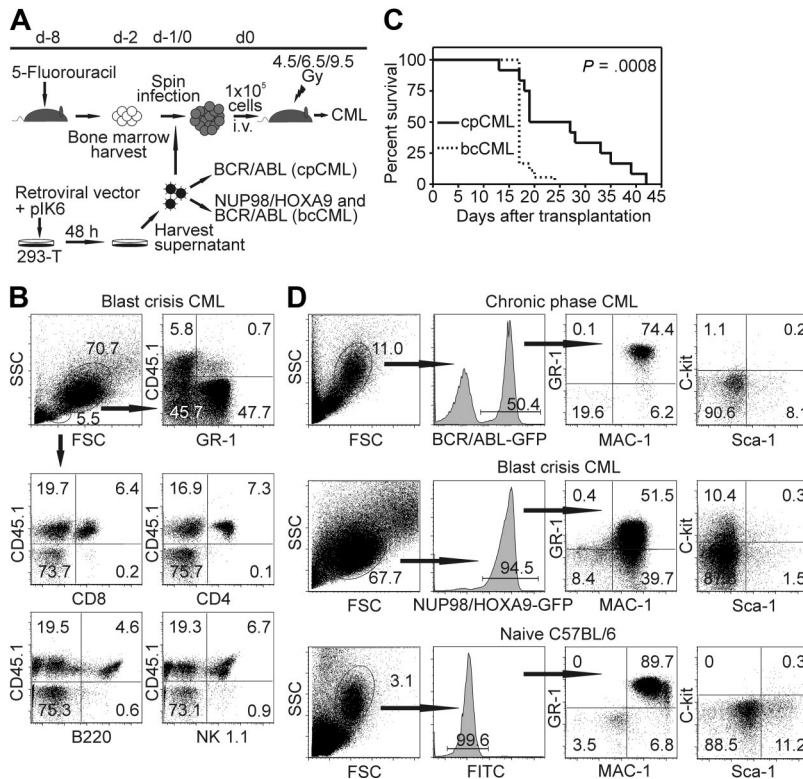 A
d-8 d-2 d-1/0 d0
5-Fluorouracil
Spin infection
1x10⁵ cells i.v.
4.5/6.5/9.5 Gy
CML
Bone marrow harvest
BCR/ABL (cpCML)
NUP98/HOXA9 and BCR/ABL (bcCML)
Retroviral vector + pIK6
48 h
Harvest supernatant
293-T
C
P = .0008
Percent survival
100
75
50
25
0
cpCML
bcCML
0 5 10 15 20 25 30 35 40 45
Days after transplantation
B
Blast crisis CML
SSC
70.7
5.5
FSC
CD45.1
5.8 0.7
45.7 47.7
GR-1
CD45.1
19.7 6.4
73.7 0.2
CD8
CD45.1
16.9 7.3
75.7 0.1
CD4
CD45.1
19.5 4.6
75.3 0.6
B220
CD45.1
19.3 6.7
73.1 0.9
NK 1.1
D
Chronic phase CML
SSC
11.0
FSC
50.4
BCR/ABL-GFP
GR-1
0.1 74.4
19.6 6.2
MAC-1
C-kit
1.1 0.2
90.6 8.1
Sca-1
Blast crisis CML
SSC
67.7
FSC
94.5
NUP98/HOXA9-GFP
GR-1
0.4 51.5
8.4 39.7
MAC-1
C-kit
10.4 0.3
1.5
Sca-1
Naive C57BL/6
SSC
3.1
FSC
99.6
FITC
GR-1
0 89.7
3.5 6.8
MAC-1
C-kit
0 0.3
88.5 11.2
Sca-1